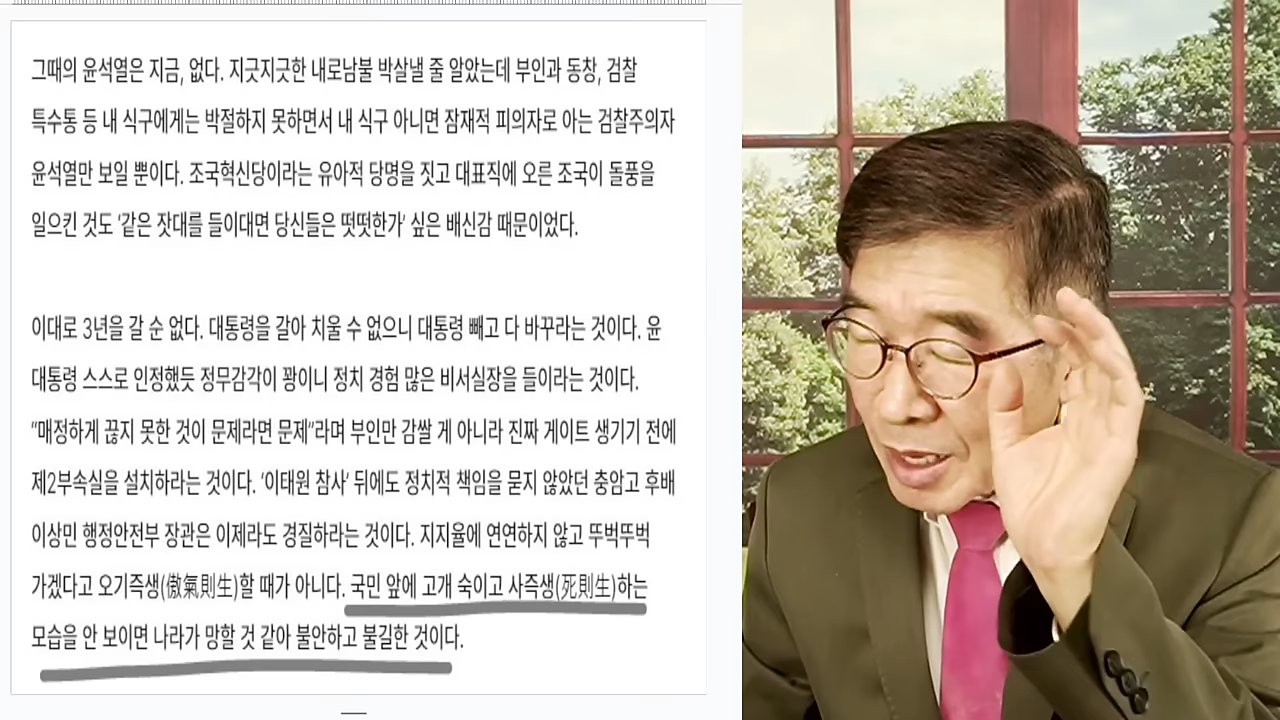 그때의 윤석열은 지금, 없다. 지긋지긋한 내로남불 박살낼 줄 알았는데 부인과 동창, 검찰
특수통 등 내 식구에게는 박절하지 못하면서 내 식구 아니면 잠재적 피의자로 아는 검찰주의자
윤석열만 보일 뿐이다. 조국혁신당이라는 유아적 당명을 짓고 대표직에 오른 조국이 돌풍을
일으킨 것도 ‘같은 잣대를 들이대면 당신들은 떳떳한가’ 싶은 배신감 때문이었다.
이대로 3년을 갈 순 없다. 대통령을 갈아 치울 수 없으니 대통령 빼고 다 바꾸라는 것이다. 윤
대통령 스스로 인정했듯 정무감각이 꽝이니 정치 경험 많은 비서실장을 들이라는 것이다.
“매정하게 끊지 못한 것이 문제라면 문제”라며 부인만 감쌀 게 아니라 진짜 게이트 생기기 전에
제2부속실을 설치하라는 것이다. ‘이태원 참사’ 뒤에도 정치적 책임을 묻지 않았던 충암고 후배
이상민 행정안전부 장관은 이제라도 경질하라는 것이다. 지지율에 연연하지 않고 뚜벅뚜벅
가겠다고 오기즉생(傲氣則生)할 때가 아니다. 국민 앞에 고개 숙이고 사즉생(死則生)하는
모습을 안 보이면 나라가 망할 것 같아 불안하고 불길한 것이다.